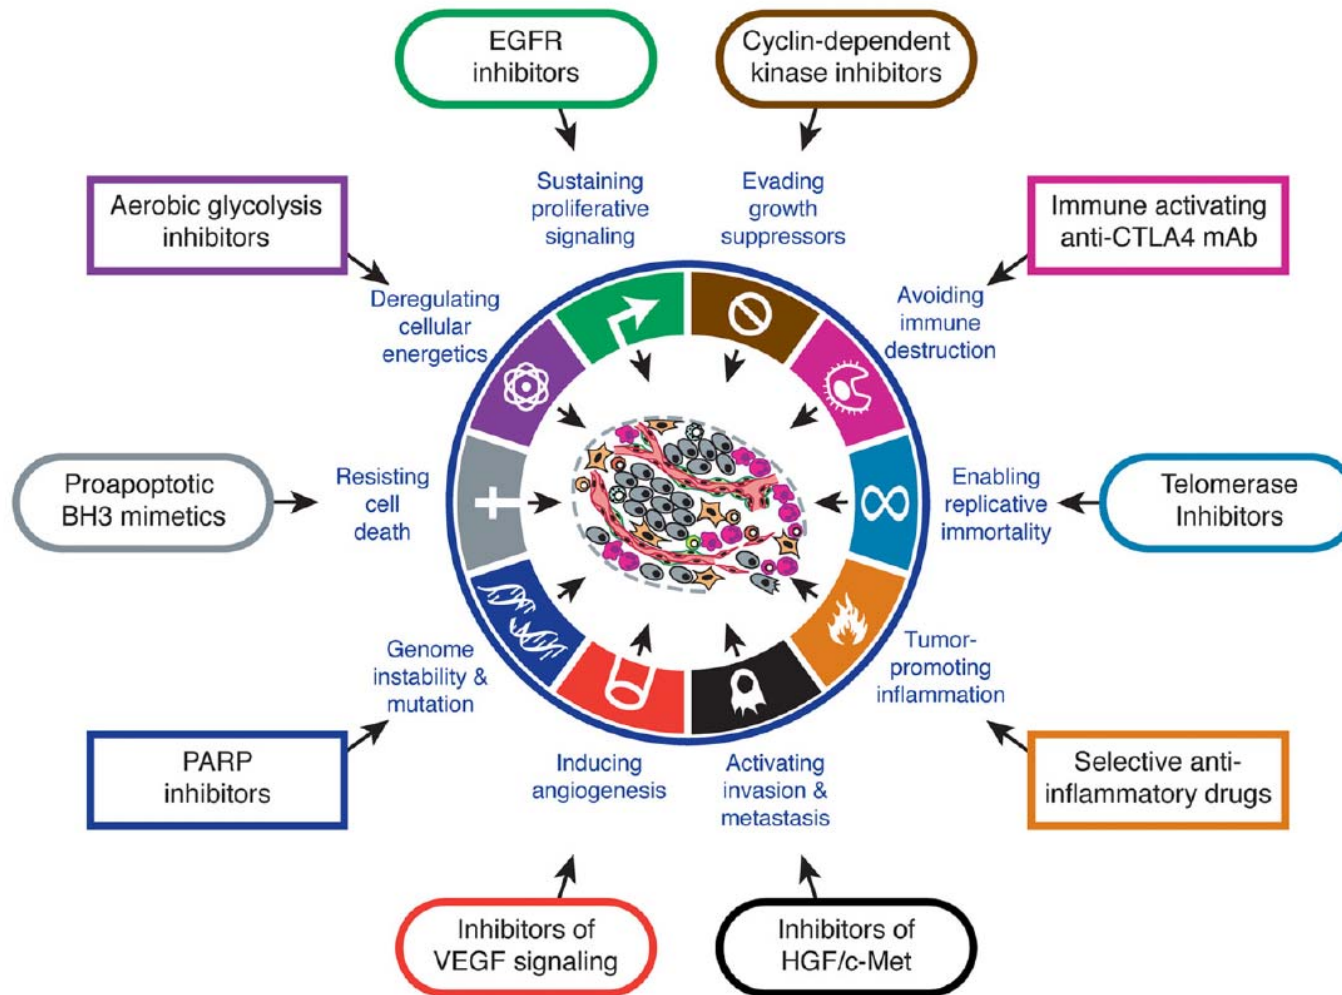 EGFR
inhibitors
Cyclin-dependent
kinase inhibitors
Sustaining
proliferative
signaling
Evading
growth
suppressors
Aerobic glycolysis
inhibitors
Immune activating
anti-CTLA4 mAb
Deregulating
cellular
energetics
Avoiding
immune
destruction
Proapoptotic
BH3 mimetics
Resisting
cell
death
Enabling
replicative
immortality
Telomerase
Inhibitors
Genome
instability &
mutation
Tumor-
promoting
inflammation
PARP
inhibitors
Inducing
angiogenesis
Activating
invasion &
metastasis
Selective anti-
inflammatory drugs
Inhibitors of
VEGF signaling
Inhibitors of
HGF/c-Met